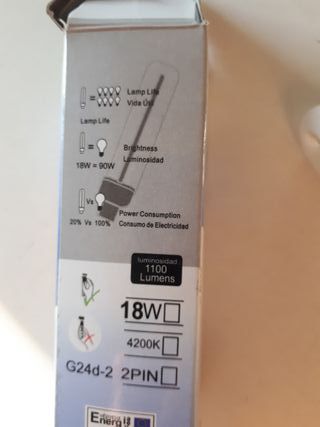 Lamp Life
Vida Útil
Lamp Life
Brightness
Luminosidad
18W = 90W
Vs
Power Consumption
20% Vs 100% Consumo de Electricidad
luminosidad
1100
Lumens
18W
4200K
G24d-2 2PIN
Energ